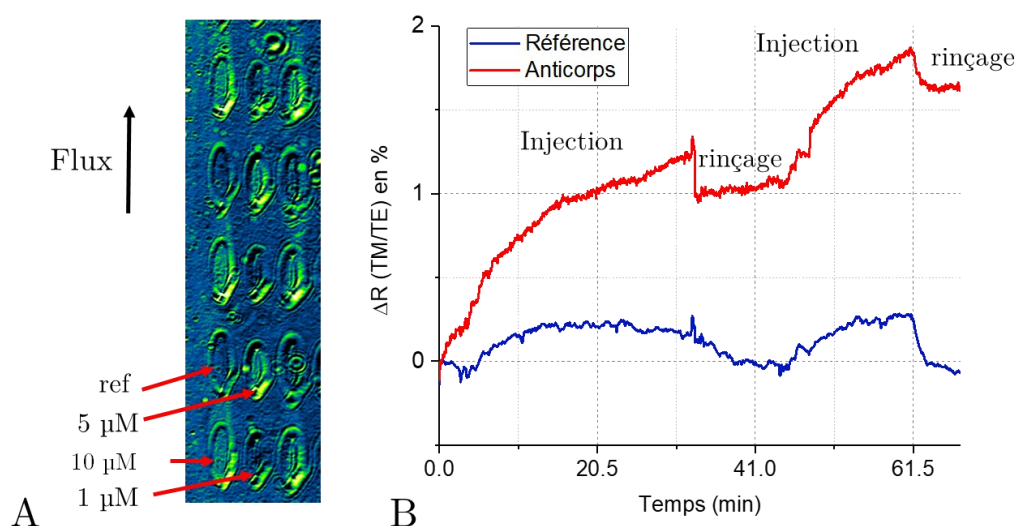 Flux
ref
5 µM
10 µM
1 µM
A
Référence
Anticorps
Injection
rinçage
Injection
rinçage
ΔR (TM/TE) en %
2
1
0
0.0
20.5
41.0
61.5
Temps (min)
B